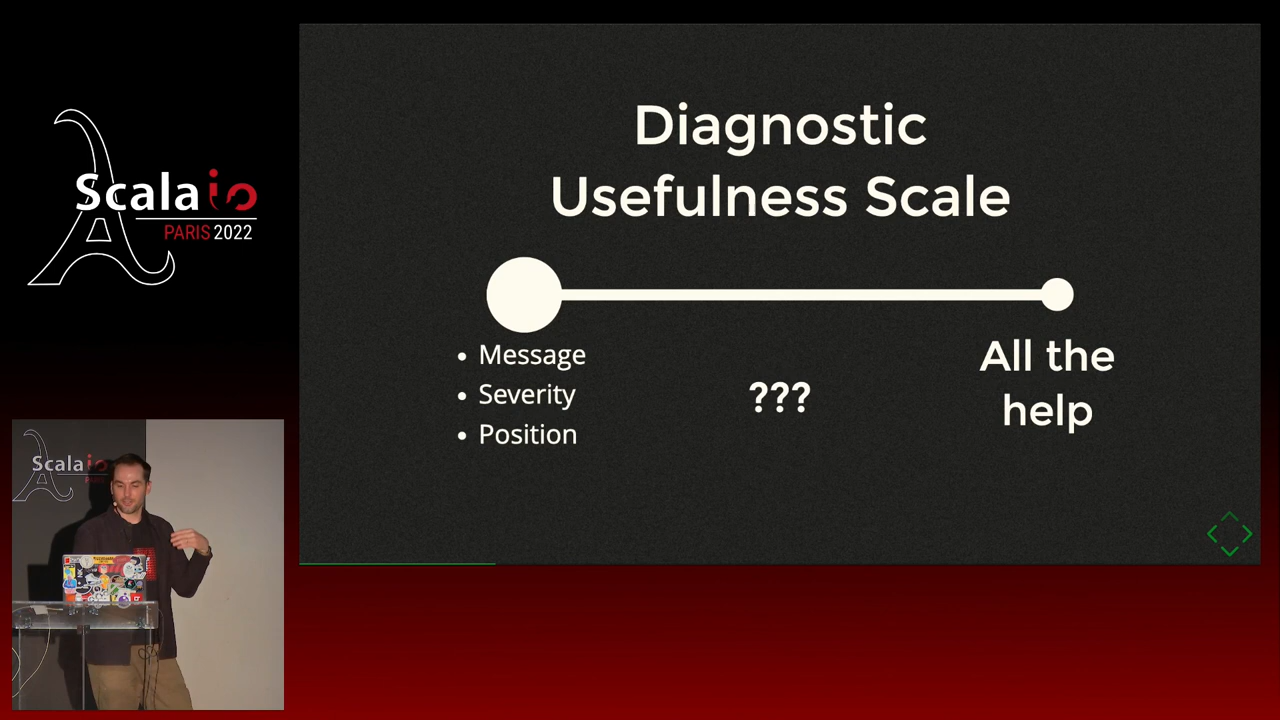 Scala io
PARIS 2022
Diagnostic
Usefulness Scale
• Message
• Severity
• Position
???
All the
help
Scala io